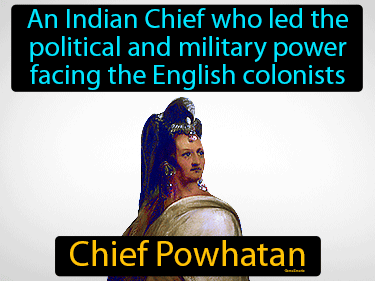 An Indian Chief who led the
political and military power
facing the English colonists
Chief Powhatan